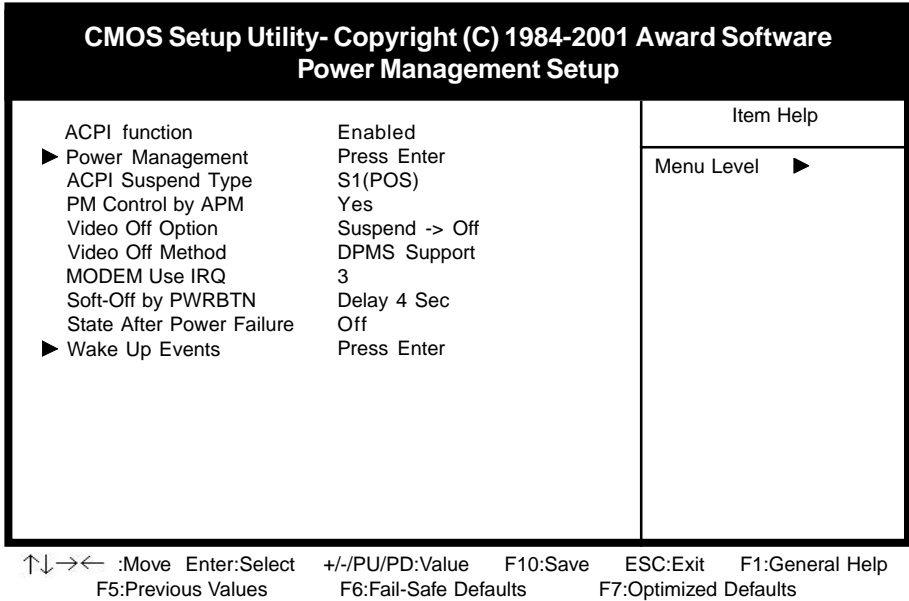 CMOS Setup Utility- Copyright (C) 1984-2001 Award Software
Power Management Setup
ACPI function Enabled
▶ Power Management Press Enter
ACPI Suspend Type S1(POS)
PM Control by APM Yes
Video Off Option Suspend -> Off
Video Off Method DPMS Support
MODEM Use IRQ 3
Soft-Off by PWRBTN Delay 4 Sec
State After Power Failure Off
▶ Wake Up Events Press Enter
Item Help
Menu Level ▶
↑↓→← :Move Enter:Select +/-/PU/PD:Value F10:Save ESC:Exit F1:General Help
F5:Previous Values F6:Fail-Safe Defaults F7:Optimized Defaults